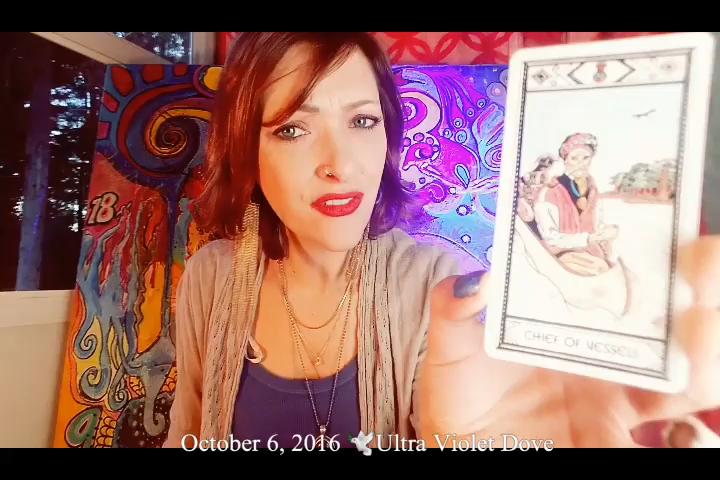 18
CHIEF OF VESSELS
October 6, 2016 🕊Ultra Violet Dove